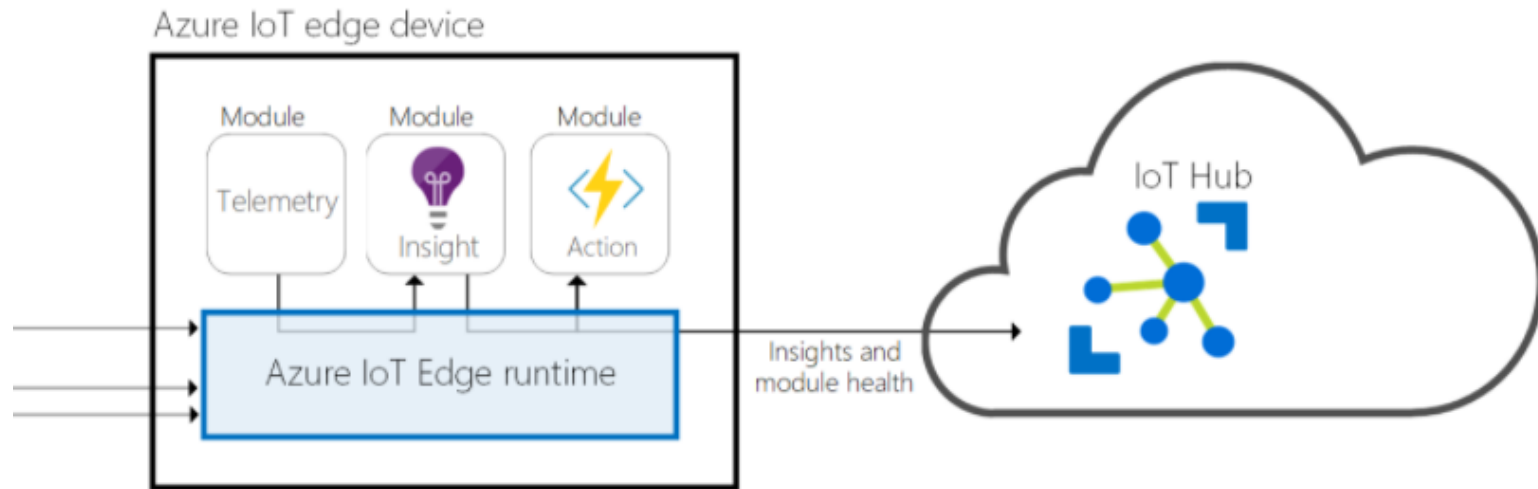 Azure IoT edge device
Module
Module
Module
Telemetry
Insight
Action
Azure IoT Edge runtime
Insights and
module health
IoT Hub